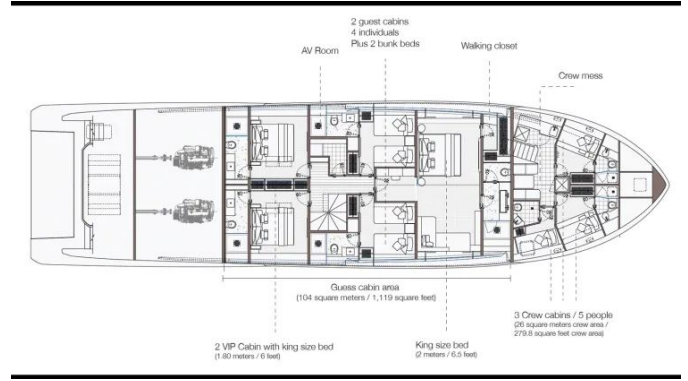 2 guest cabins
4 individuals
Plus 2 bunk beds
AV Room
Walking closet
Crew mess
Guess cabin area
(104 square meters / 1,119 square feet)
2 VIP Cabin with king size bed
(1.80 meters / 6 feet)
King size bed
(2 meters / 6.5 feet)
3 Crew cabins / 5 people
(26 square meters crew area /
279.8 square feet crew area)